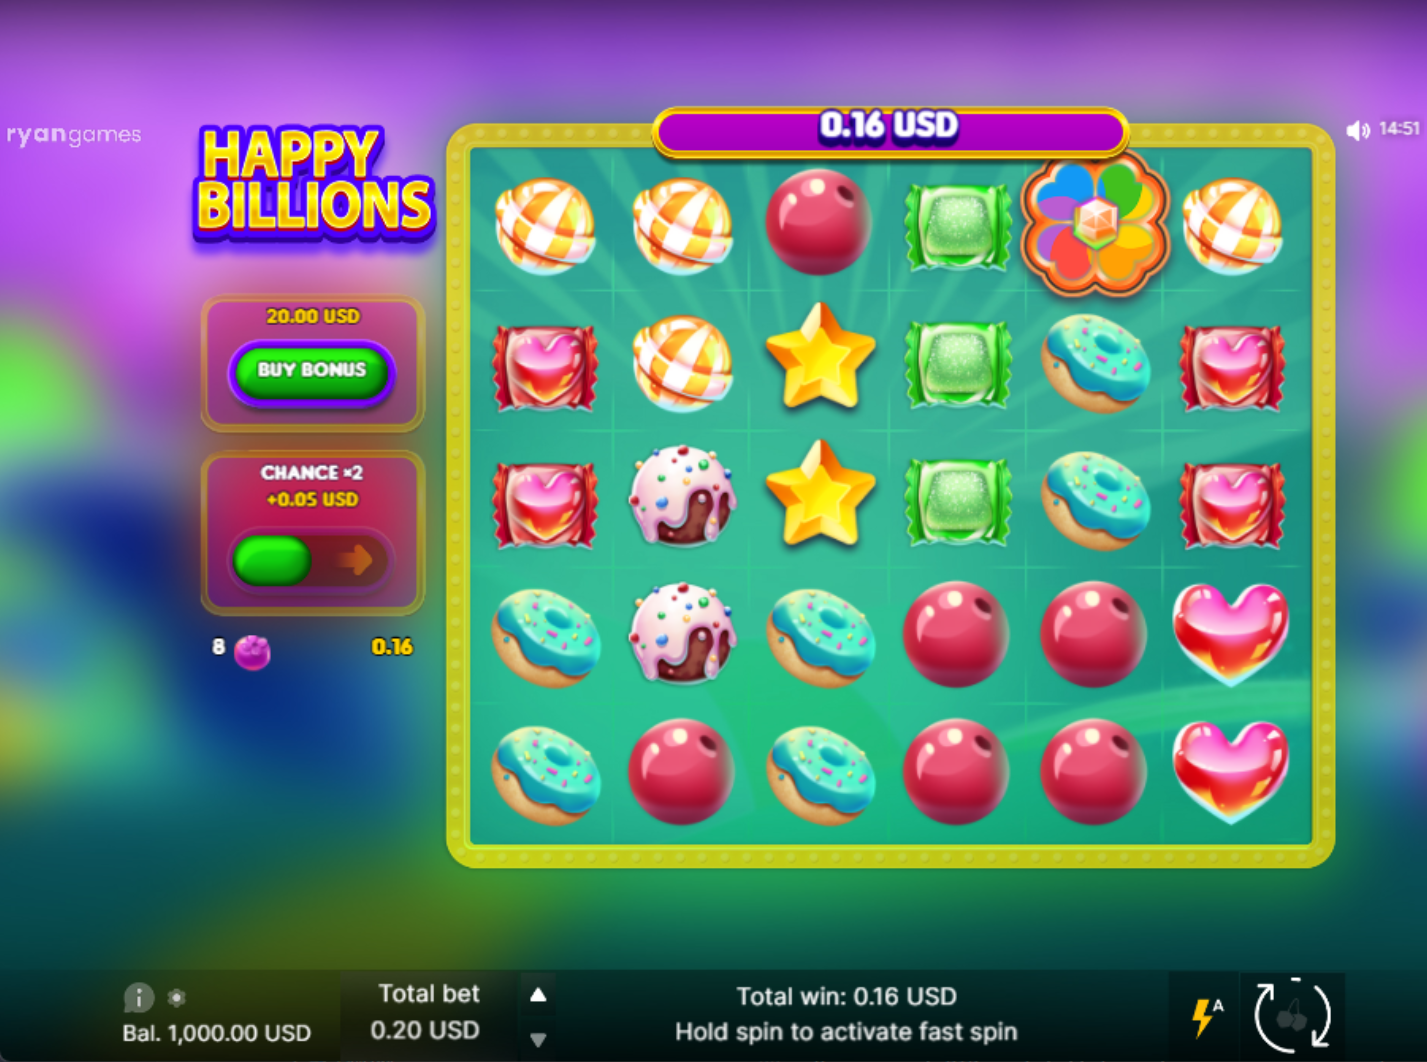 ryangames
HAPPY
BILLIONS
0.16 USD
14:51
20.00 USD
BUY BONUS
CHANCE ×2
+0.05 USD
8
0.16
Total bet
0.20 USD
Bal. 1,000.00 USD
Total win: 0.16 USD
Hold spin to activate fast spin
A